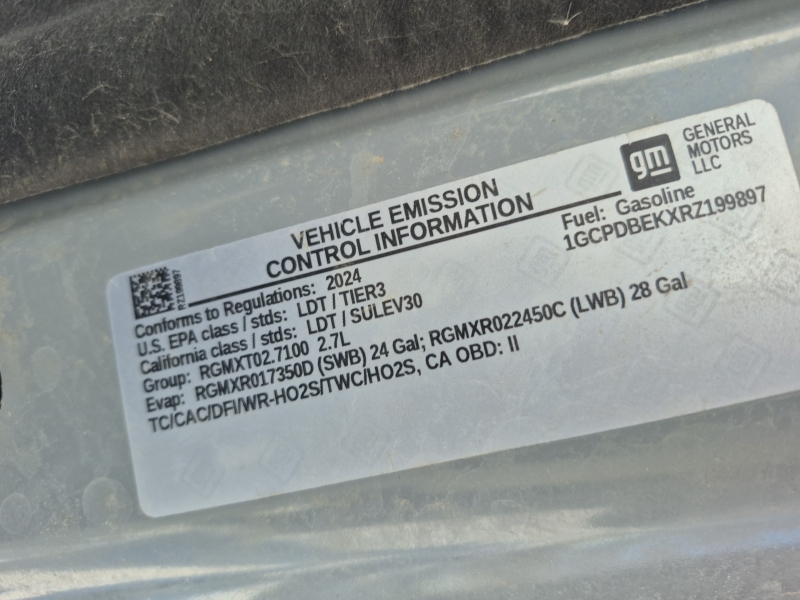 gm
GENERAL
MOTORS
LLC
VEHICLE EMISSION
CONTROL INFORMATION
Fuel: Gasoline
1GCPDBEKXRZ199897
RZ199897
Conforms to Regulations: 2024
U.S. EPA class / stds: LDT / TIER3
California class / stds: LDT / SULEV30
Group: RGMXT02.7100 2.7L
Evap: RGMXR017350D (SWB) 24 Gal; RGMXR022450C (LWB) 28 Gal
TC/CAC/DFI/WR-HO2S/TWC/HO2S, CA OBD: II